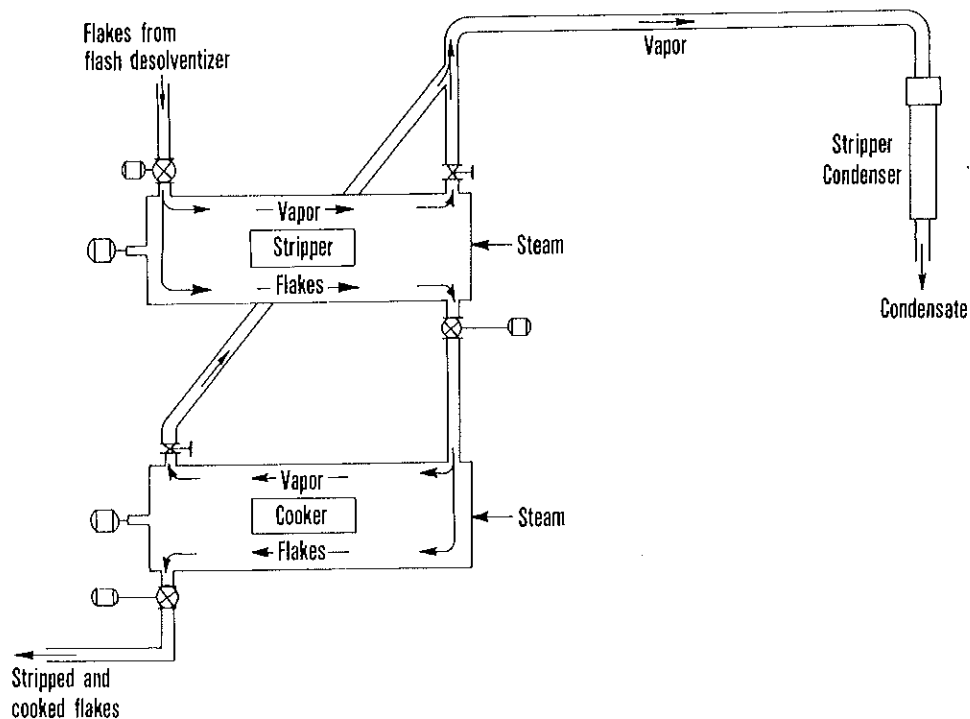 Flakes from
flash desolventizer
Vapor
Stripper
Condenser
Vapor
Stripper
Steam
Flakes
Condensate
Vapor
Cooker
Steam
Flakes
Stripped and
cooked flakes